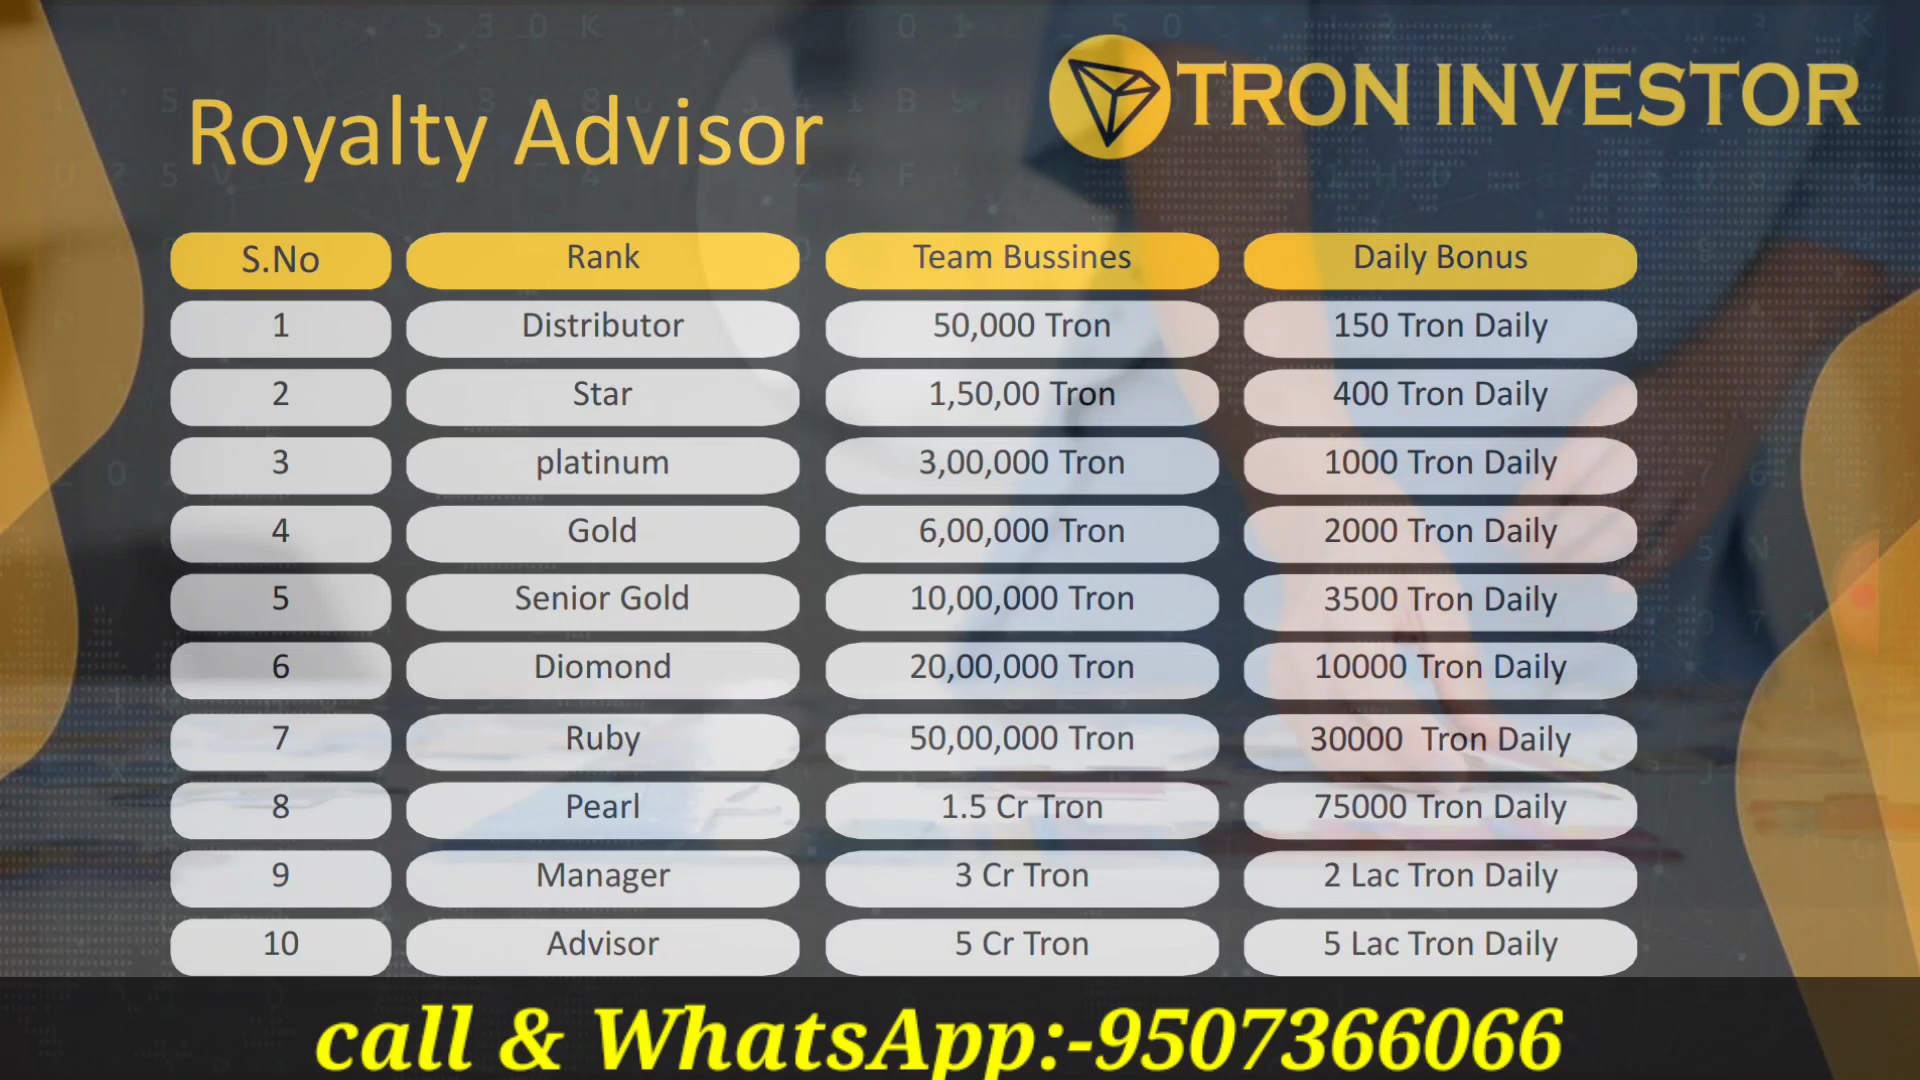 TRON INVESTOR
Royalty Advisor
S.No Rank Team Bussines Daily Bonus
1 Distributor 50,000 Tron 150 Tron Daily
2 Star 1,50,00 Tron 400 Tron Daily
3 platinum 3,00,000 Tron 1000 Tron Daily
4 Gold 6,00,000 Tron 2000 Tron Daily
5 Senior Gold 10,00,000 Tron 3500 Tron Daily
6 Diomond 20,00,000 Tron 10000 Tron Daily
7 Ruby 50,00,000 Tron 30000 Tron Daily
8 Pearl 1.5 Cr Tron 75000 Tron Daily
9 Manager 3 Cr Tron 2 Lac Tron Daily
10 Advisor 5 Cr Tron 5 Lac Tron Daily
call & WhatsApp:-9507366066